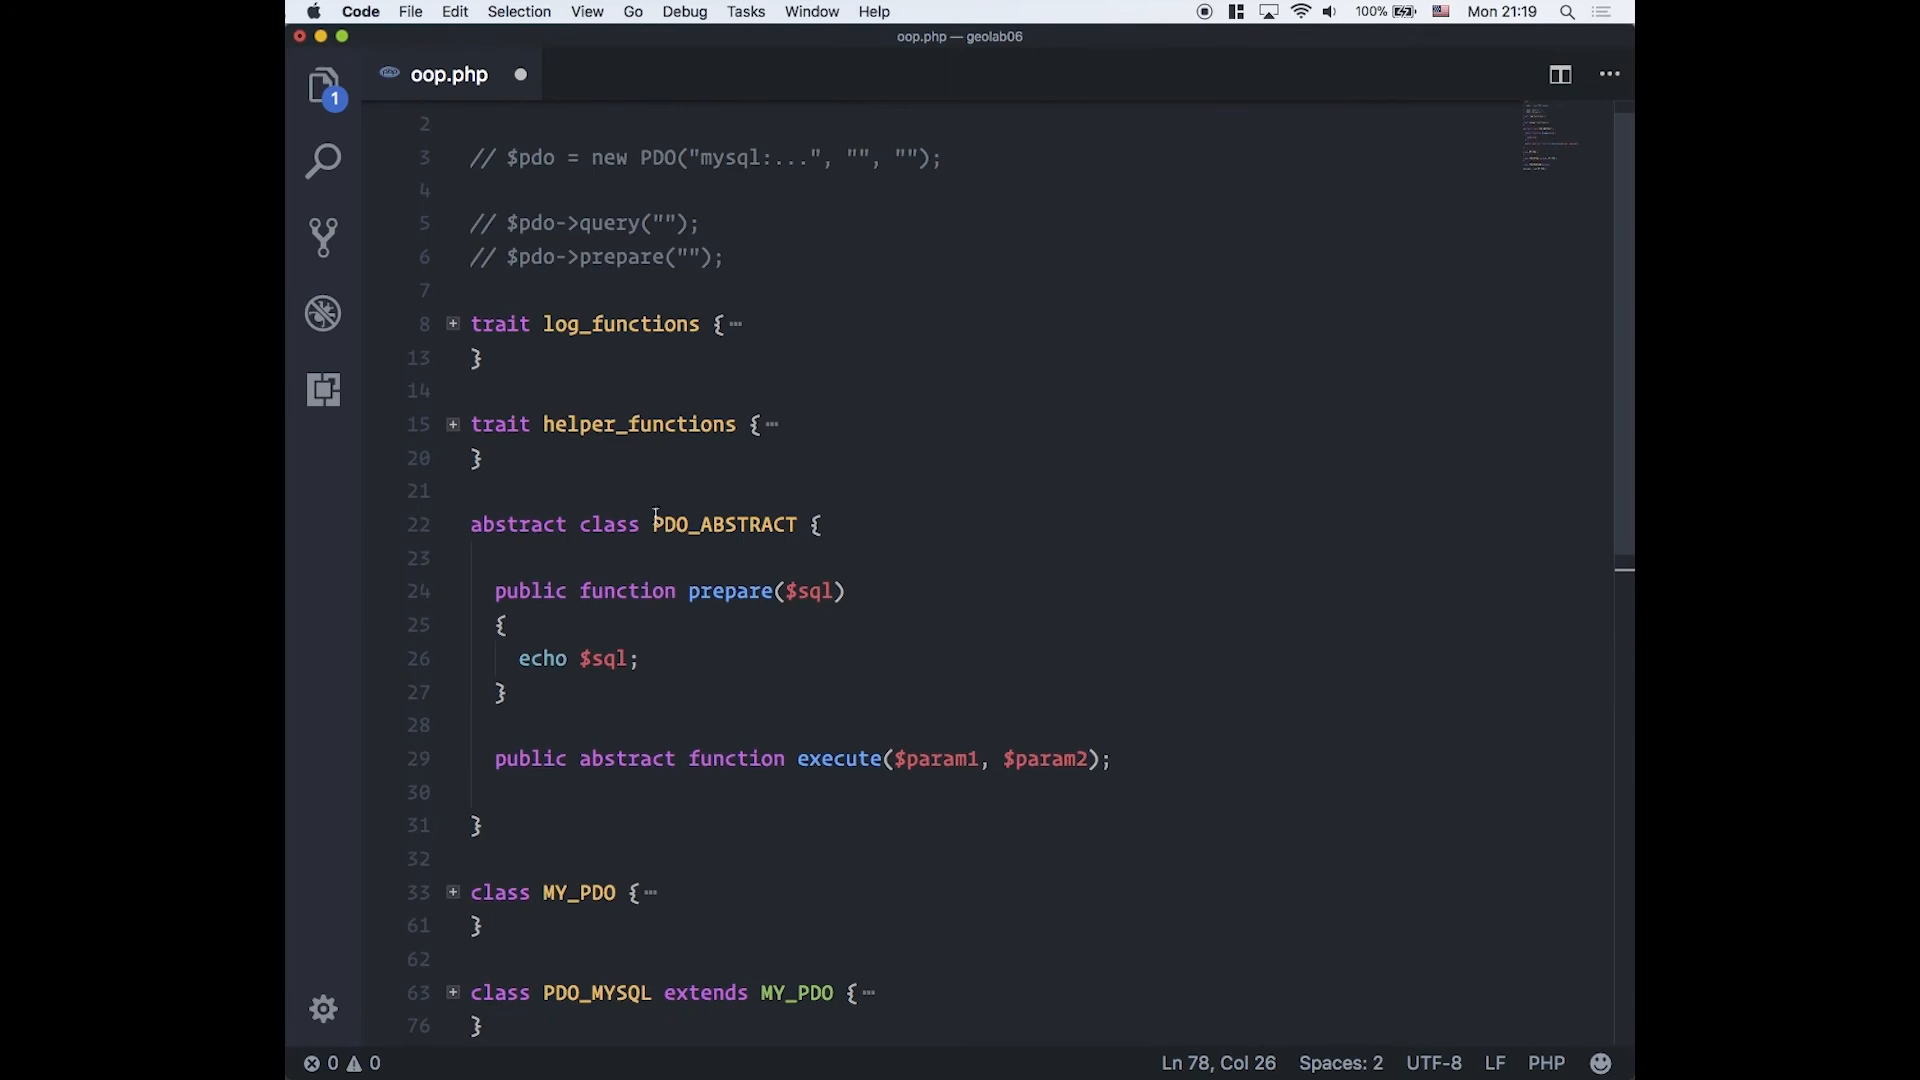 Code File Edit Selection View Go Debug Tasks Window Help 100% Mon 21:19
oop.php — geolab06
php oop.php
1
2
3 // $pdo = new PDO("mysql:...", "", "");
4
5 // $pdo->query("");
6 // $pdo->prepare("");
7
8 trait log_functions {
13 }
14
15 trait helper_functions {
20 }
21
22 abstract class PDO_ABSTRACT {
23
24 public function prepare($sql)
25 {
26 echo $sql;
27 }
28
29 public abstract function execute($param1, $param2);
30
31 }
32
33 class MY_PDO {
61 }
62
63 class PDO_MYSQL extends MY_PDO {
76 }
0 0 Ln 78, Col 26 Spaces: 2 UTF-8 LF PHP